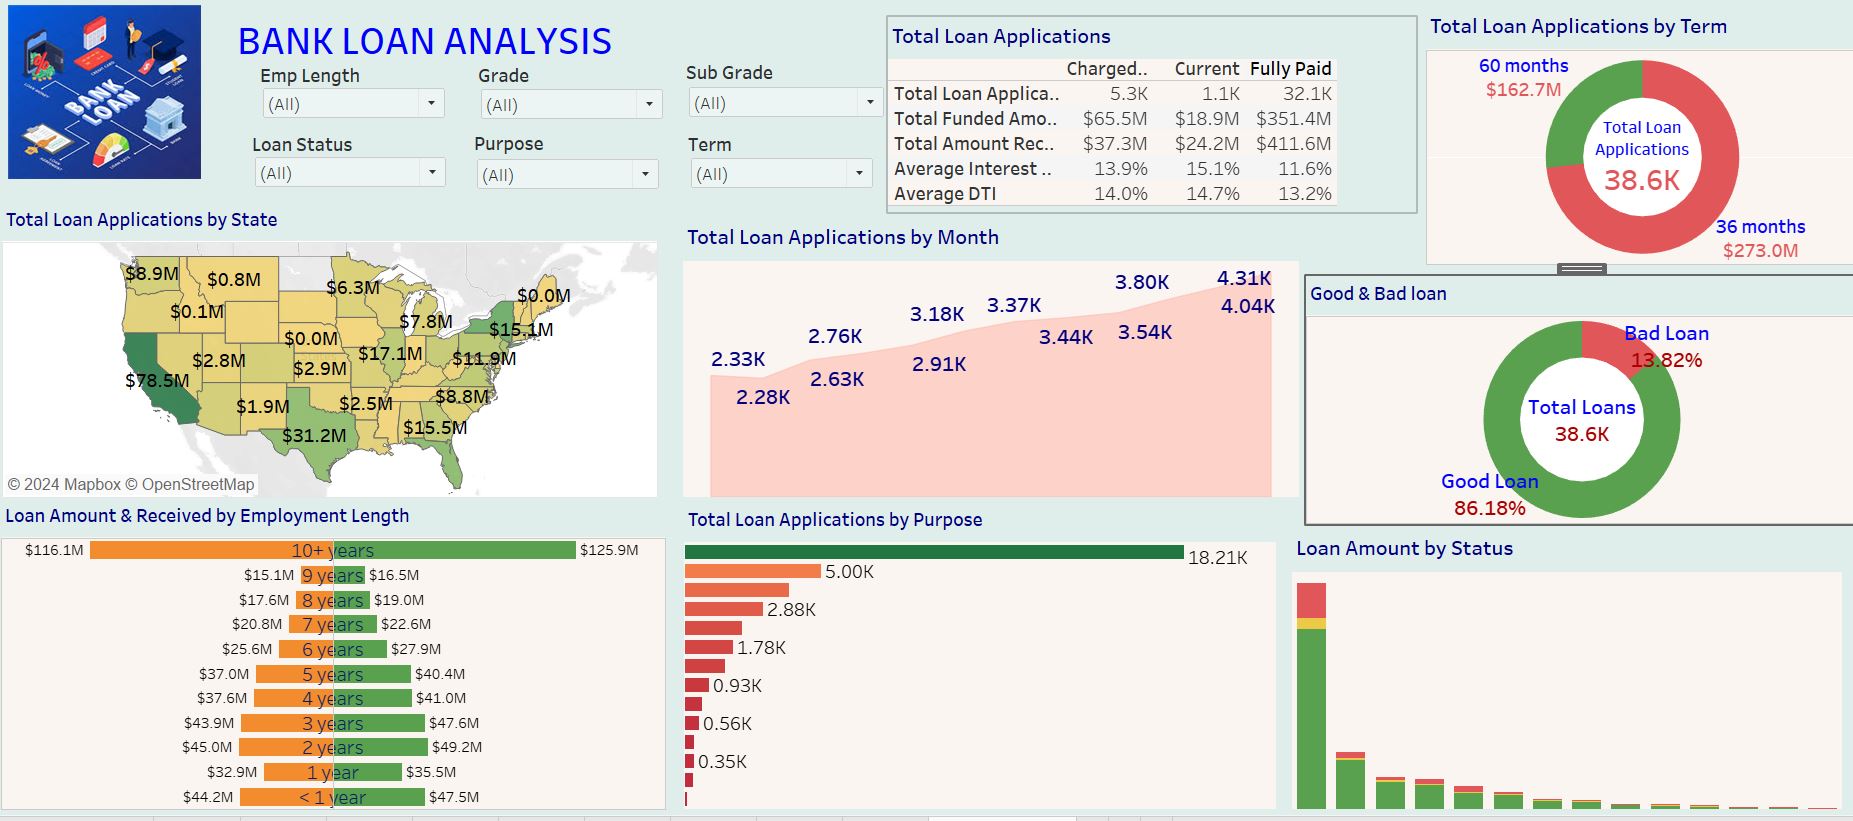 BANK LOAN ANALYSIS
BANK
LOAN
Emp Length
Grade
Sub Grade
(All)
(All)
(All)
Loan Status
Purpose
Term
(All)
(All)
(All)
Total Loan Applications
Charged.. Current Fully Paid
Total Loan Applica.. 5.3K 1.1K 32.1K
Total Funded Amo.. $65.5M $18.9M $351.4M
Total Amount Rec.. $37.3M $24.2M $411.6M
Average Interest .. 13.9% 15.1% 11.6%
Average DTI 14.0% 14.7% 13.2%
Total Loan Applications by Term
60 months
$162.7M
Total Loan
Applications
38.6K
36 months
$273.0M
Total Loan Applications by State
$8.9M
$0.8M
$6.3M
$0.0M
$0.1M
$7.8M
$15.1M
$0.0M
$17.1M
$11.9M
$2.8M
$2.9M
$78.5M
$8.8M
$1.9M
$2.5M
$15.5M
$31.2M
© 2024 Mapbox © OpenStreetMap
Total Loan Applications by Month
2.33K
2.28K
2.76K
2.63K
3.18K
2.91K
3.37K
3.44K
3.80K
3.54K
4.31K
4.04K
Good & Bad loan
Bad Loan
13.82%
Total Loans
38.6K
Good Loan
86.18%
Loan Amount & Received by Employment Length
$116.1M 10+ years $125.9M
$15.1M 9 years $16.5M
$17.6M 8 years $19.0M
$20.8M 7 years $22.6M
$25.6M 6 years $27.9M
$37.0M 5 years $40.4M
$37.6M 4 years $41.0M
$43.9M 3 years $47.6M
$45.0M 2 years $49.2M
$32.9M 1 year $35.5M
$44.2M < 1 year $47.5M
Total Loan Applications by Purpose
18.21K
5.00K
2.88K
1.78K
0.93K
0.56K
0.35K
Loan Amount by Status